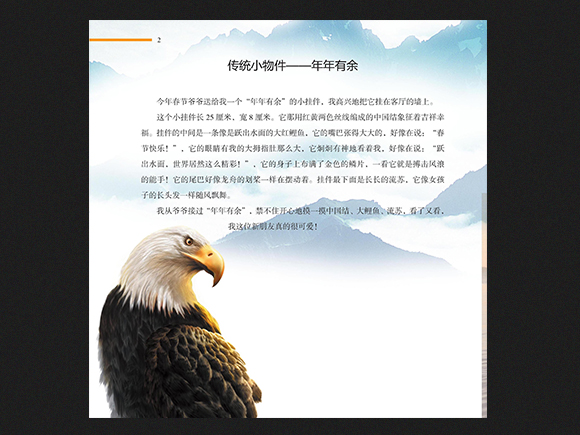 2
传统小物件——年年有余
今年春节爷爷送给我一个“年年有余”的小挂件，我高兴地把它挂在客厅的墙上。
这个小挂件长 25 厘米，宽 8 厘米。它那用红黄两色丝线编成的中国结象征着吉祥幸
福。挂件的中间是一条像是跃出水面的大红鲤鱼，它的嘴巴张得大大的，好像在说：“春
节快乐！”，它的眼睛有我的大拇指肚那么大，它炯炯有神地看着我，好像在说：“跃
出水面，世界居然这么精彩！”，它的身子上布满了金色的鳞片，一看它就是搏击风浪
的能手！它的尾巴好像龙舟的划桨一样在摆动着。挂件最下面是长长的流苏，它像女孩
子的长头发一样随风飘舞。
我从爷爷接过“年年有余”，禁不住开心地摸一摸中国结、大鲤鱼、流苏，看了又看，
我这位新朋友真的很可爱！